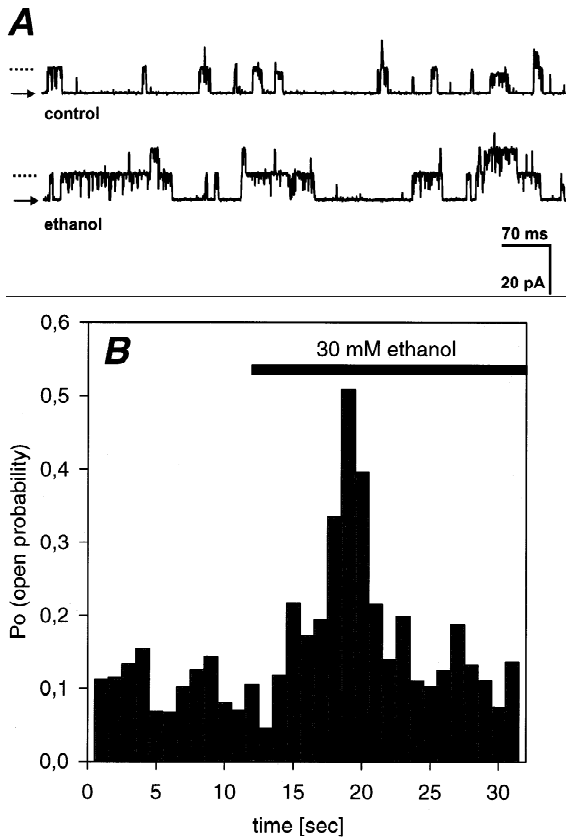 A
control
ethanol
70 ms
20 pA
B
30 mM ethanol
0,6
0,5
0,4
0,3
0,2
0,1
0,0
Po (open probability)
0 5 10 15 20 25 30
time [sec]